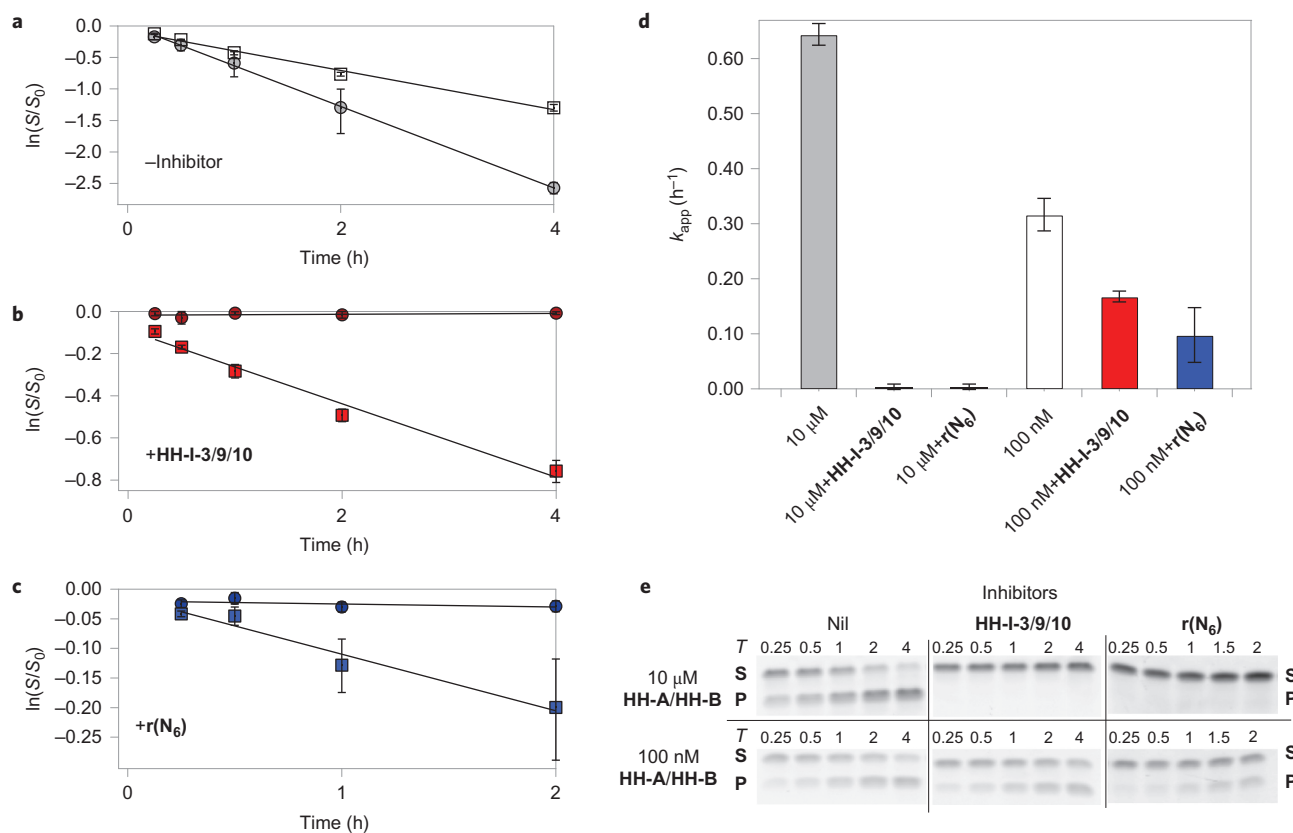 a
0.0
−0.5
−1.0
−1.5
−2.0
−2.5
ln(S/S0)
−Inhibitor
0 2 4
Time (h)
b
0.0
−0.2
−0.4
−0.6
−0.8
ln(S/S0)
+HH-I-3/9/10
0 2 4
Time (h)
c
0.00
−0.05
−0.10
−0.15
−0.20
−0.25
ln(S/S0)
+r(N6)
0 1 2
Time (h)
d
0.60
0.30
0.20
0.10
0.00
kapp (h−1)
10 μM
10 μM+HH-I-3/9/10
10 μM+r(N6)
100 nM
100 nM+HH-I-3/9/10
100 nM+r(N6)
e
Inhibitors
Nil HH-I-3/9/10 r(N6)
T 0.25 0.5 1 2 4 0.25 0.5 1 2 4 0.25 0.5 1 1.5 2
10 μM
HH-A/HH-B
S S
P P
T 0.25 0.5 1 2 4 0.25 0.5 1 2 4 0.25 0.5 1 1.5 2
100 nM
HH-A/HH-B
S S
P P